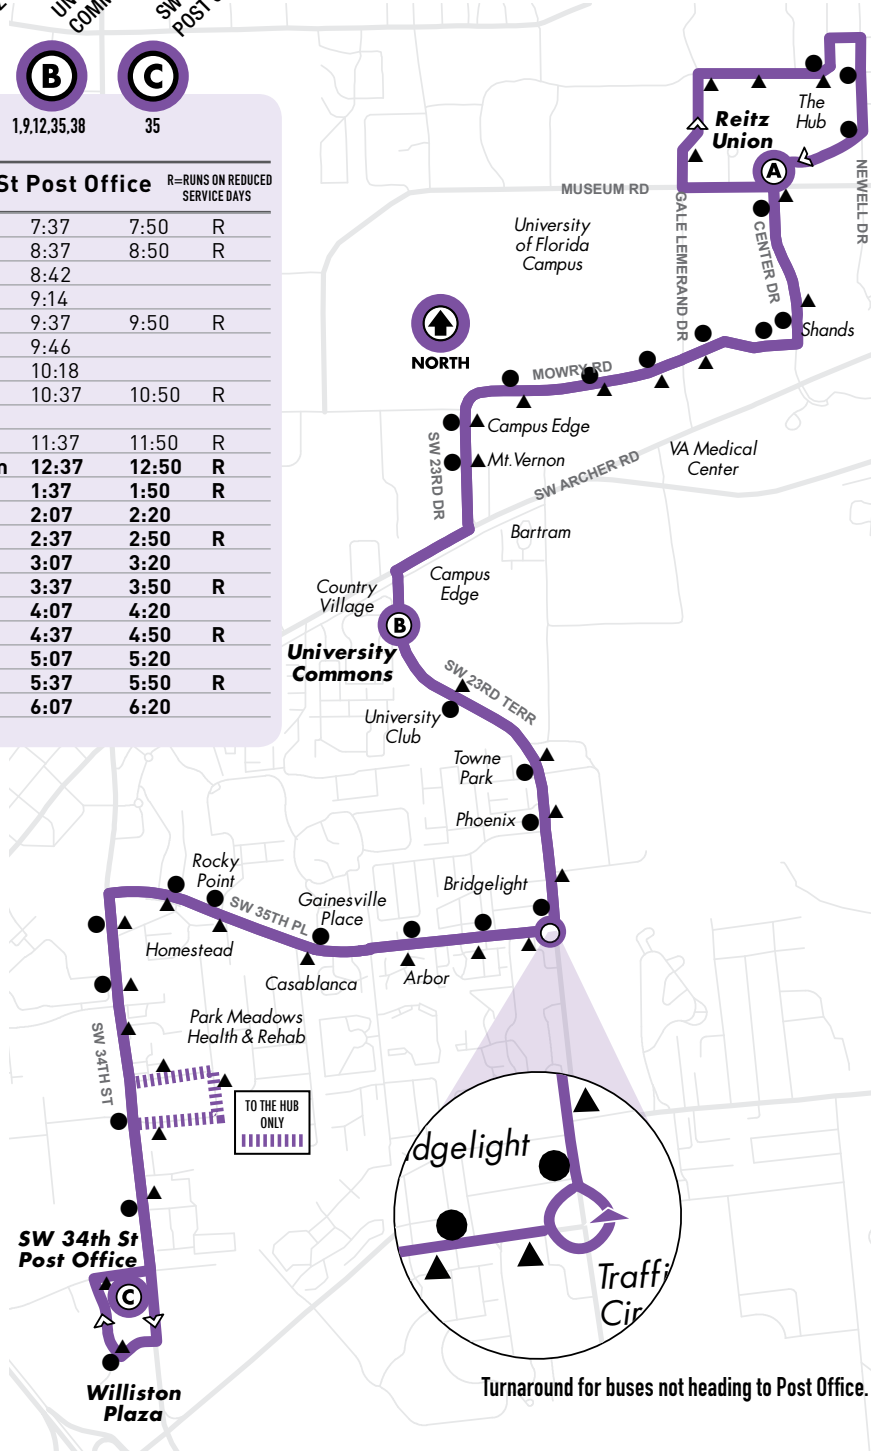 B
C
1,9,12,35,38
35
St Post Office
R=RUNS ON REDUCED
SERVICE DAYS
7:37 7:50 R
8:37 8:50 R
8:42
9:14
9:37 9:50 R
9:46
10:18
10:37 10:50 R
11:37 11:50 R
12:37 12:50 R
1:37 1:50 R
2:07 2:20
2:37 2:50 R
3:07 3:20
3:37 3:50 R
4:07 4:20
4:37 4:50 R
5:07 5:20
5:37 5:50 R
6:07 6:20
The
Hub
Reitz
Union
A
MUSEUM RD
NEWELL DR
GALE LEMERAND DR
CENTER DR
University
of Florida
Campus
Shands
NORTH
MOWRY RD
Campus Edge
SW 23RD DR
Mt.Vernon
VA Medical
Center
SW ARCHER RD
Bartram
Campus
Edge
Country
Village
B
University
Commons
SW 23RD TERR
University
Club
Towne
Park
Phoenix
Bridgelight
Rocky
Point
SW 35TH PL
Gainesville
Place
Homestead
Casablanca
Arbor
Park Meadows
Health & Rehab
SW 34TH ST
TO THE HUB
ONLY
dgelight
Traffi
Cir
SW 34th St
Post Office
C
Williston
Plaza
Turnaround for buses not heading to Post Office.